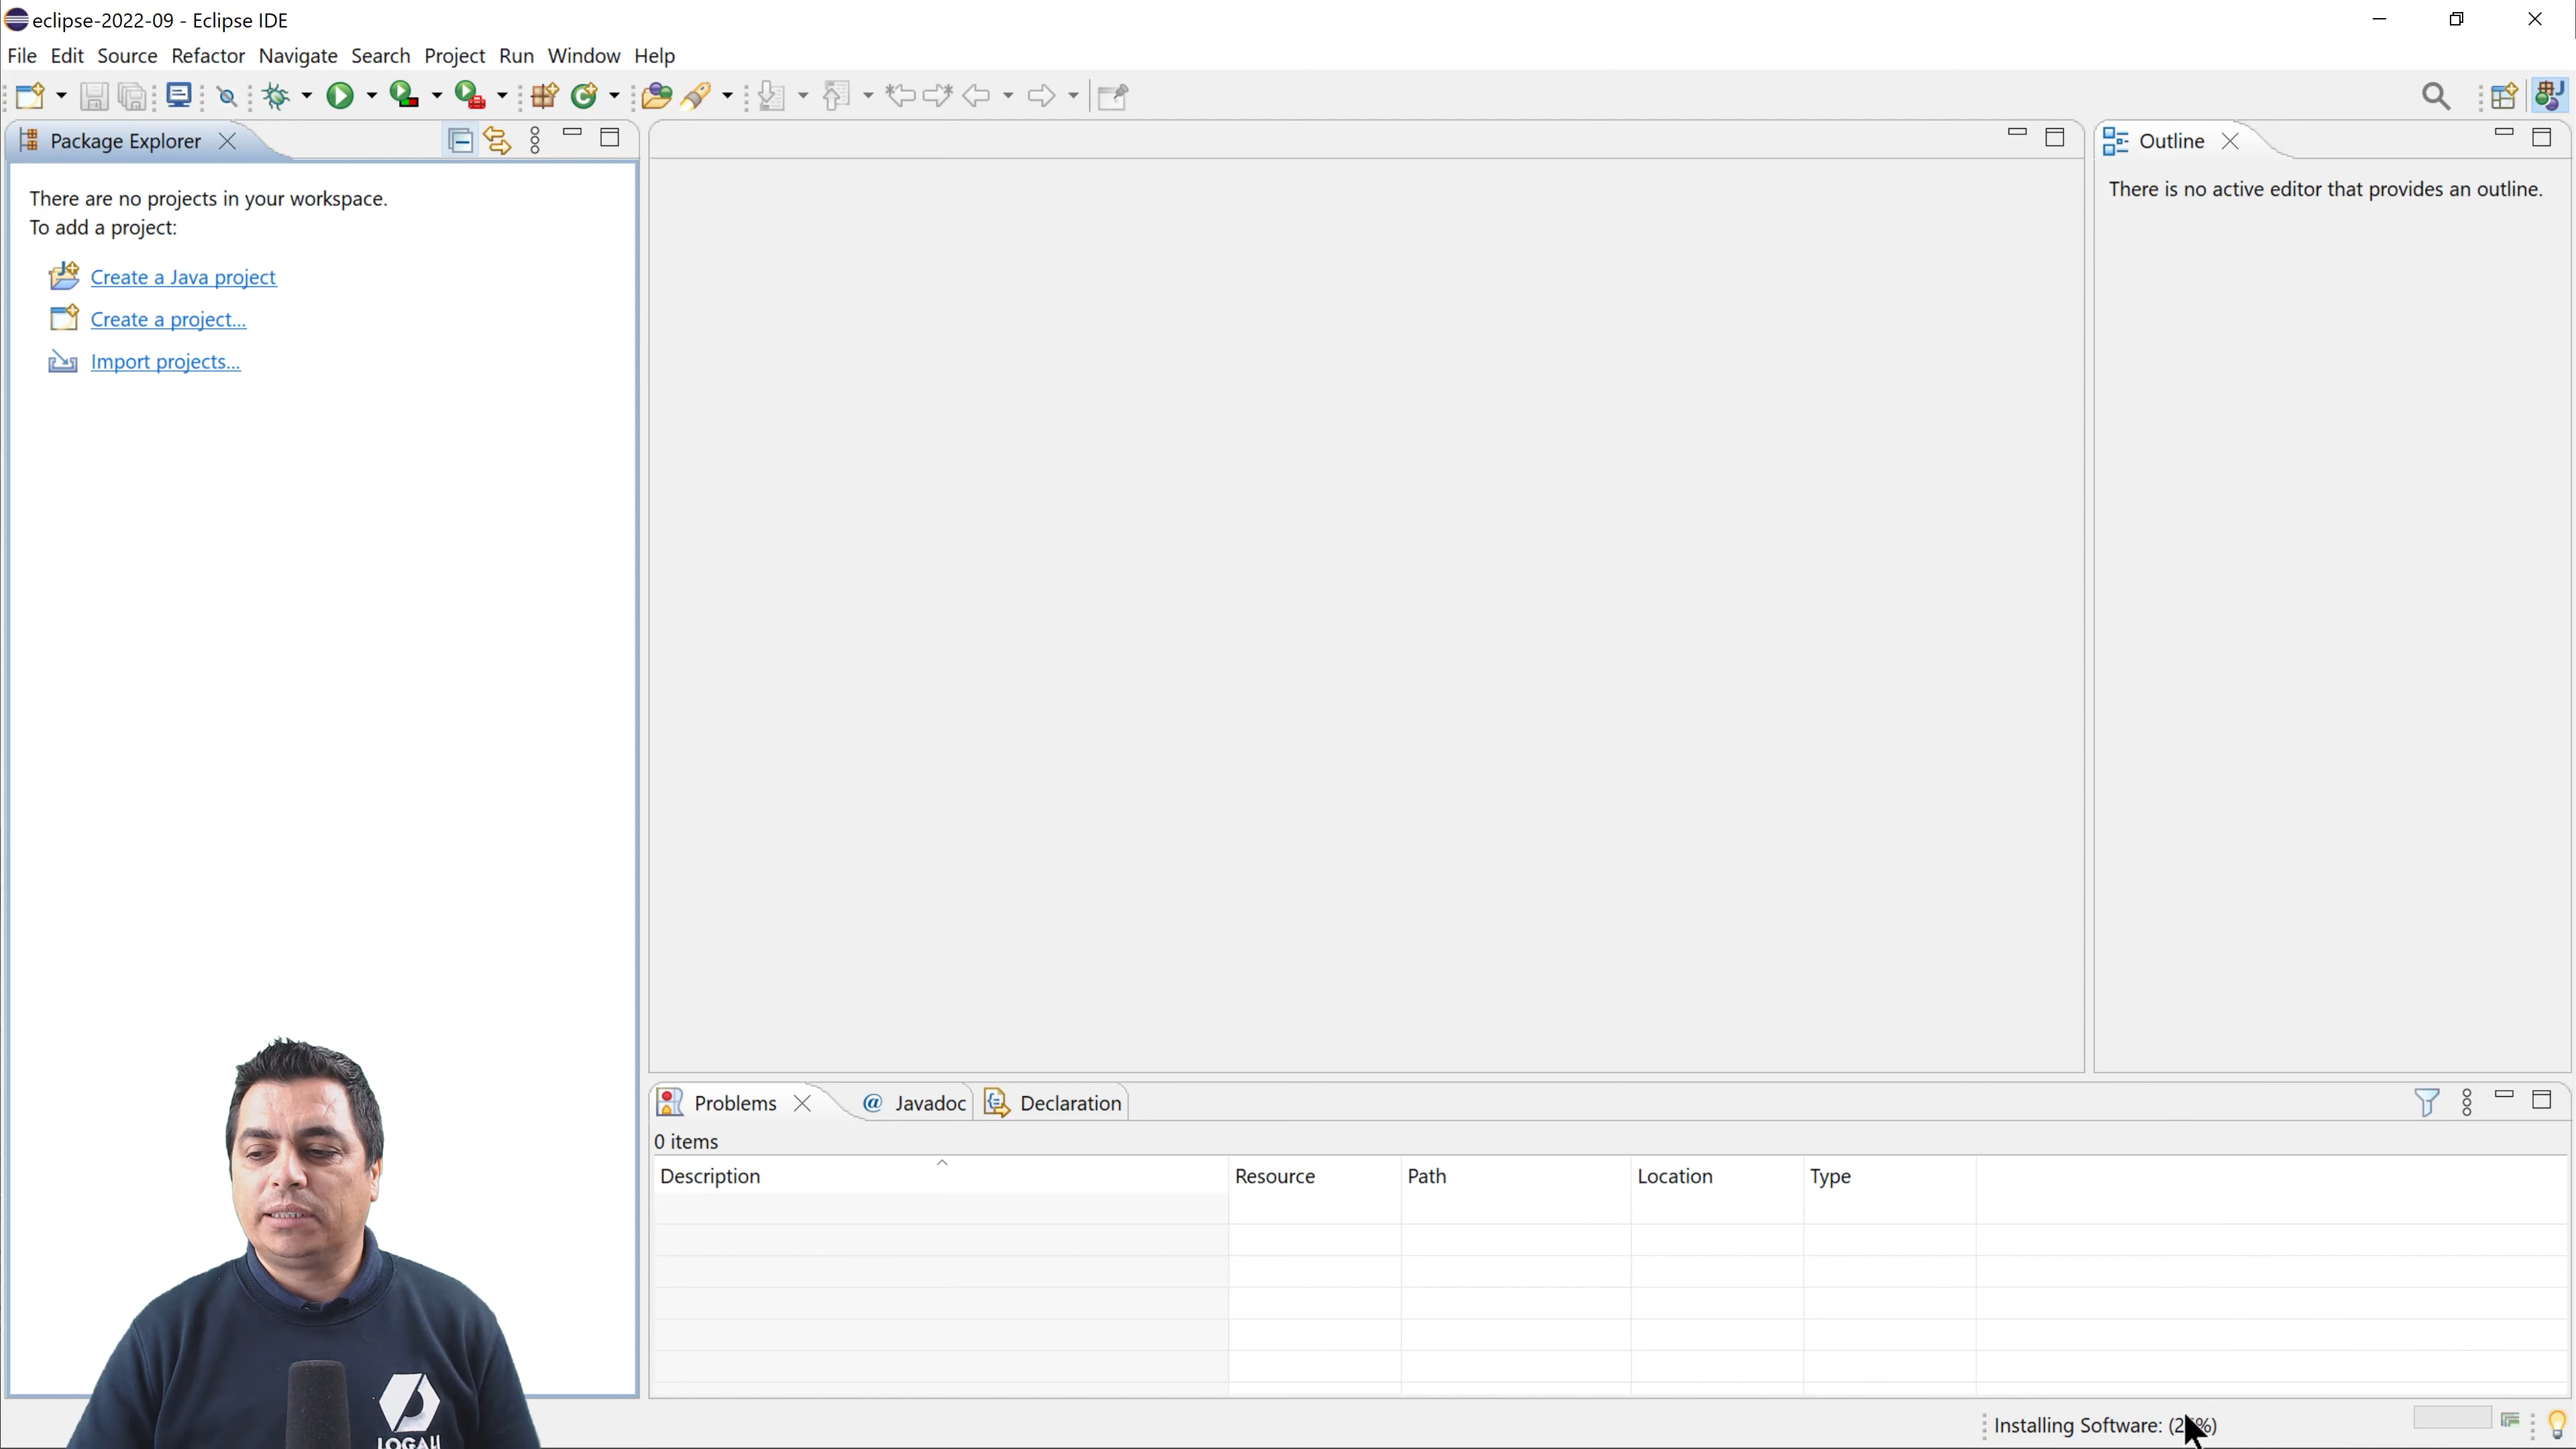 eclipse-2022-09 - Eclipse IDE
File Edit Source Refactor Navigate Search Project Run Window Help
Package Explorer
Outline
There are no projects in your workspace.
To add a project:
Create a Java project
Create a project...
Import projects...
There is no active editor that provides an outline.
Problems @ Javadoc Declaration
0 items
Description Resource Path Location Type
LOGALI
Installing Software: